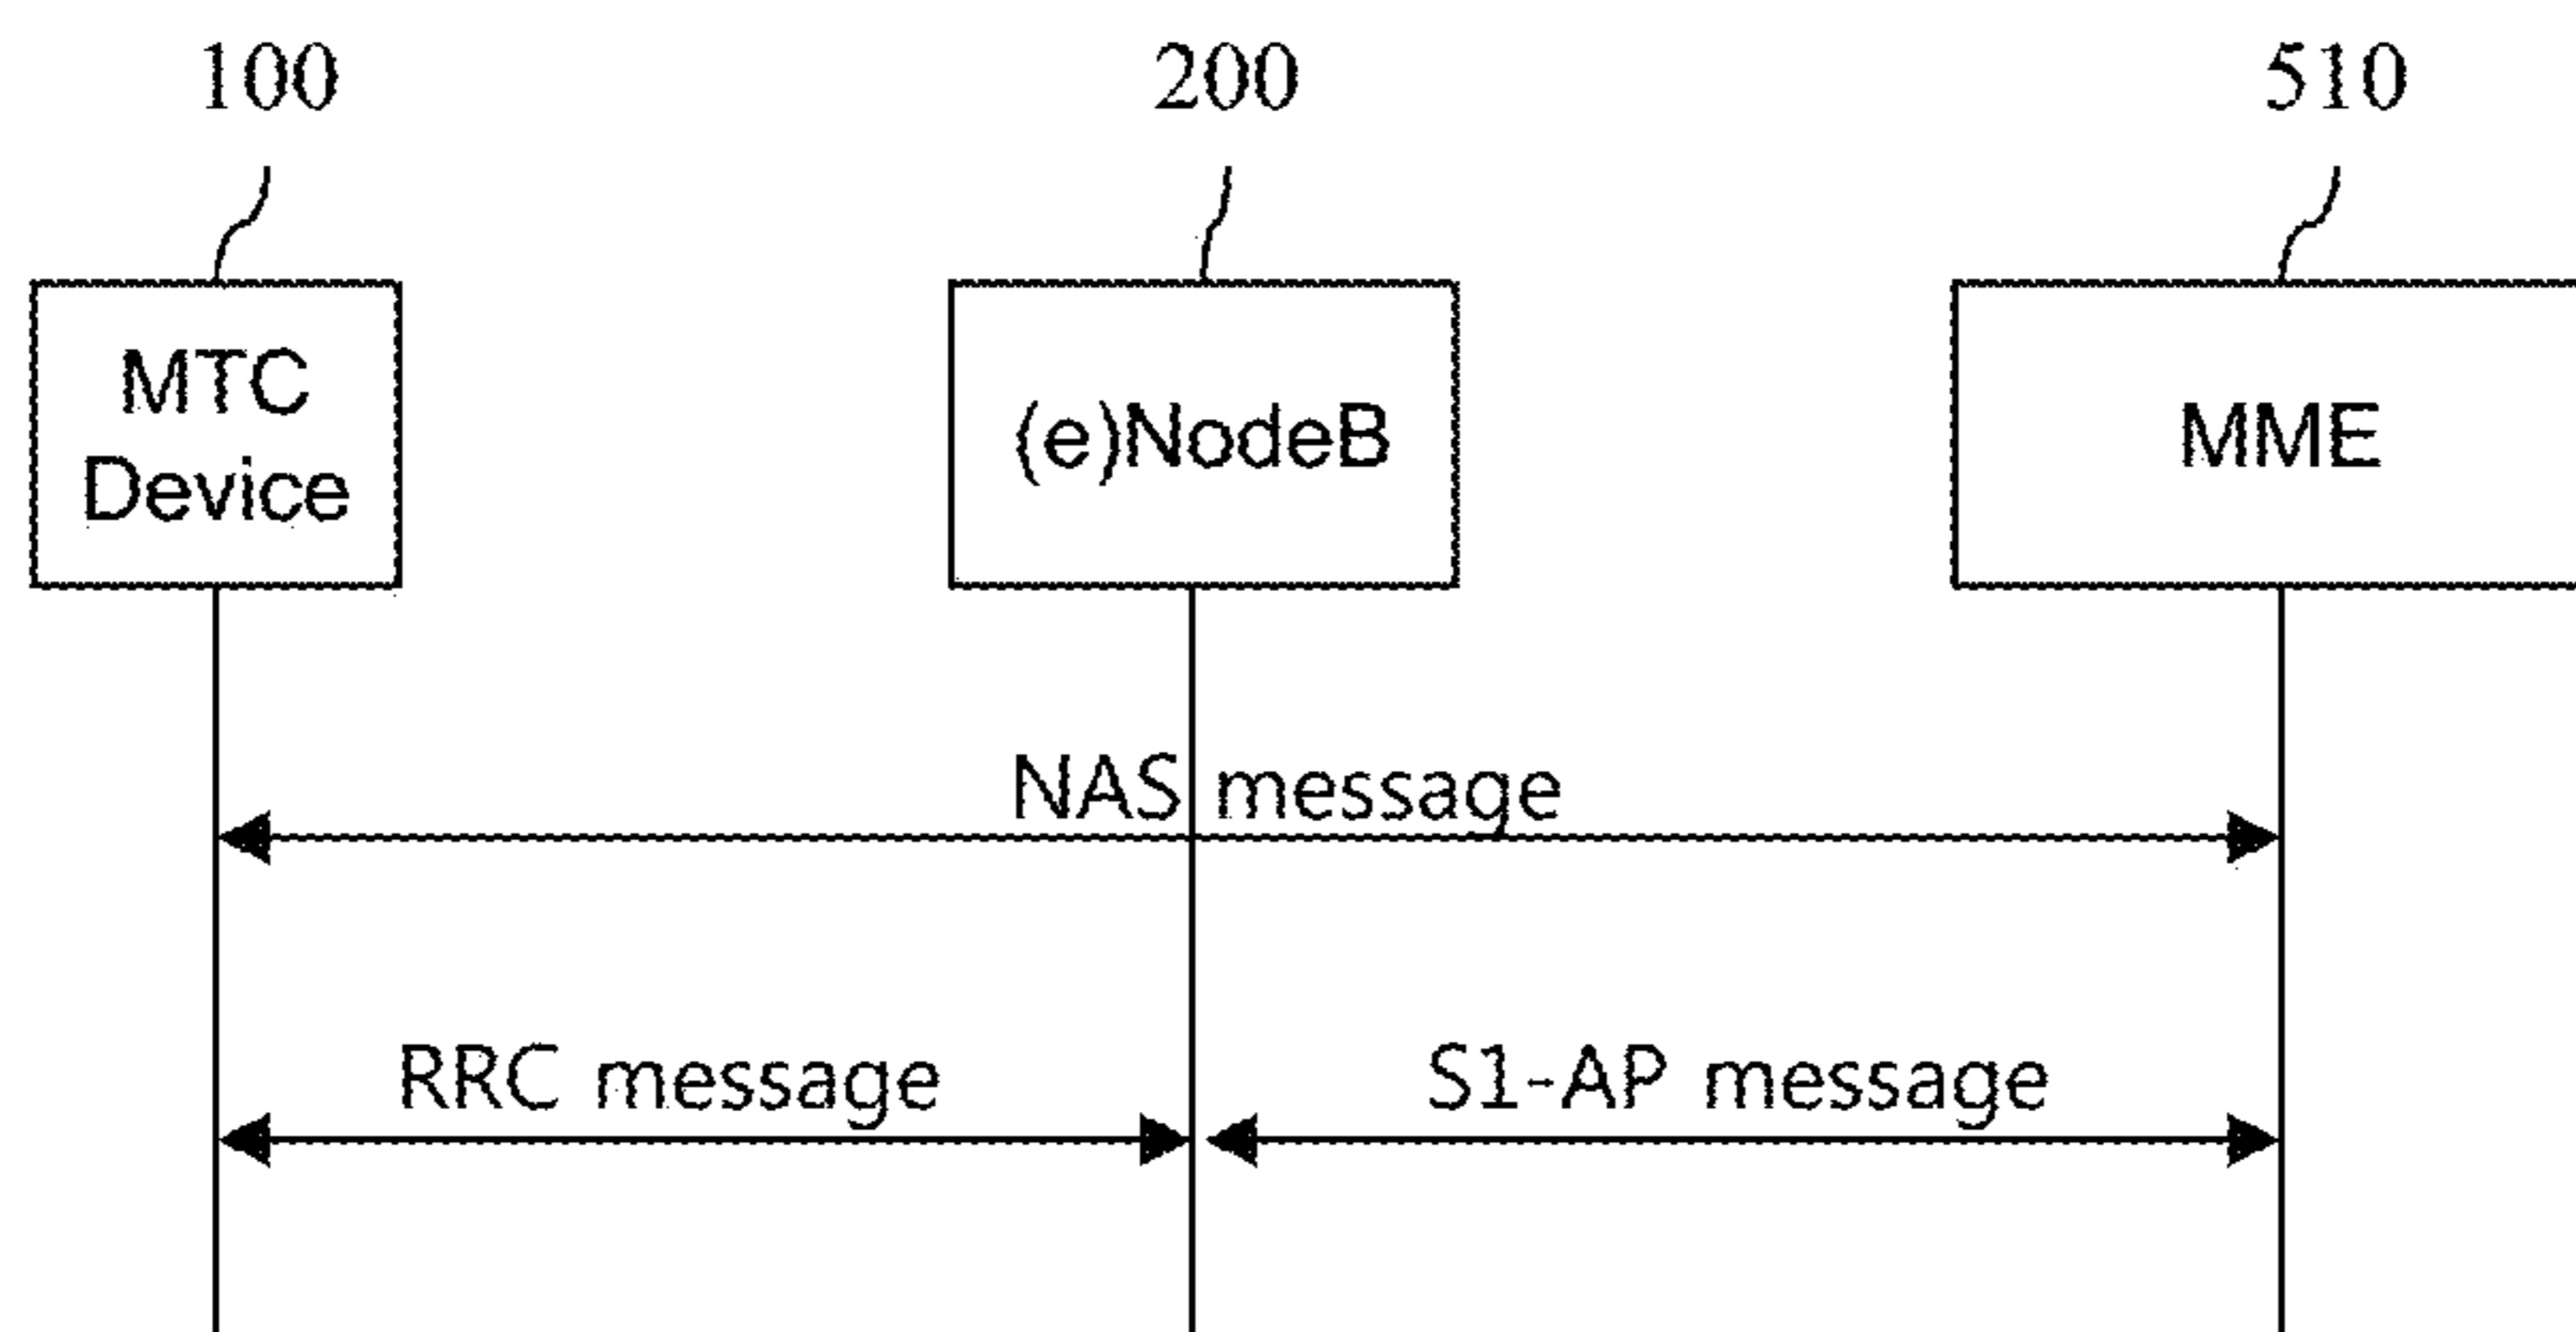 100
200
510
MTC
Device
(e)NodeB
MME
NAS message
RRC message
S1-AP message